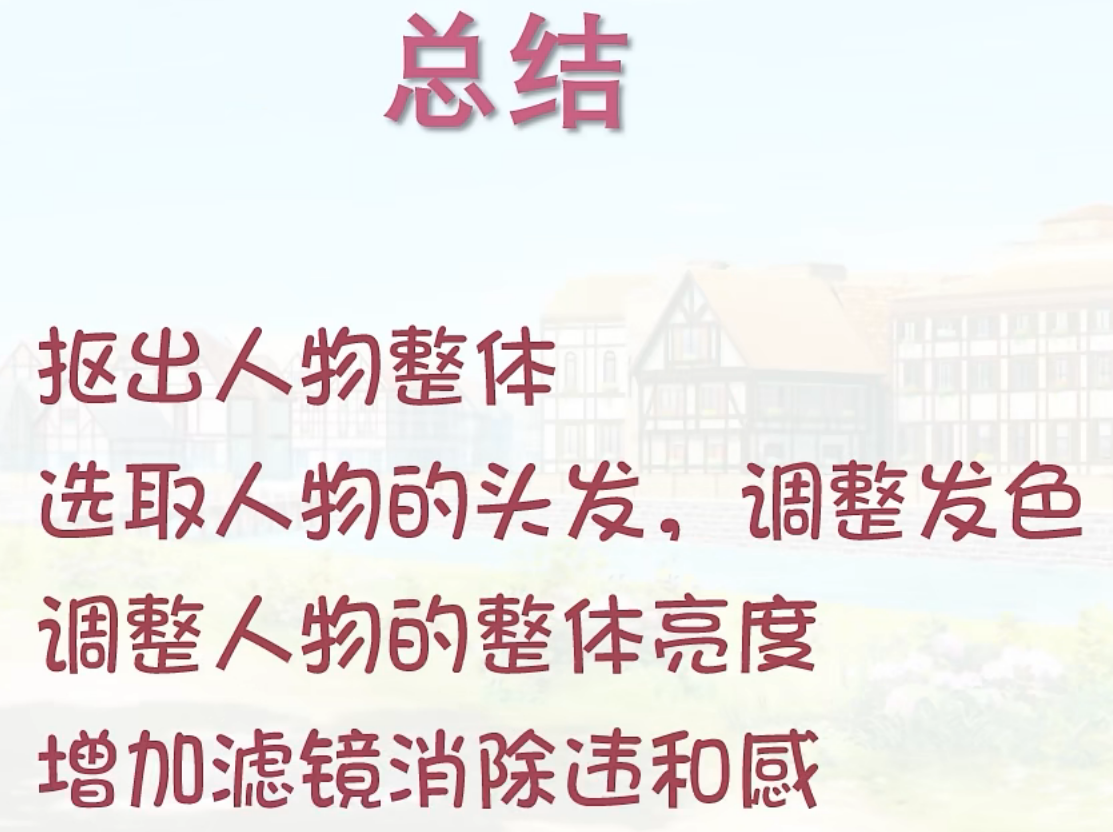 总结
抠出人物整体
选取人物的头发，调整发色
调整人物的整体亮度
增加滤镜消除违和感